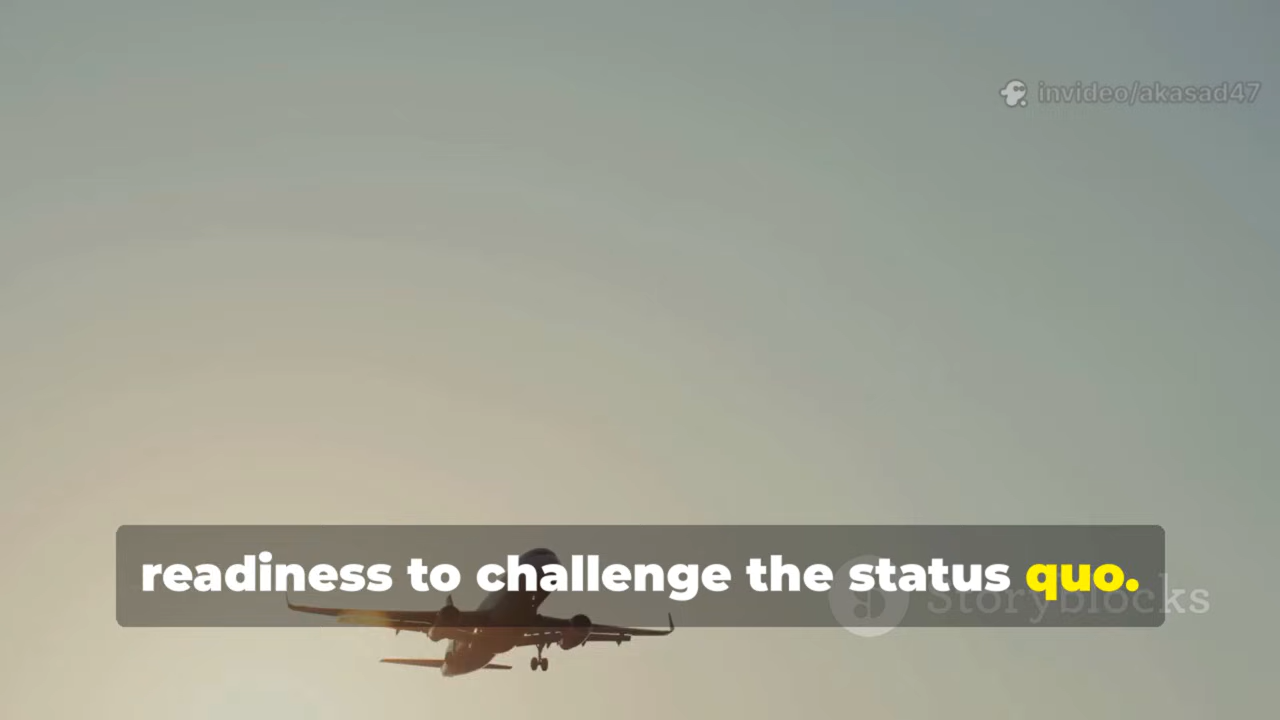 invideo/akasad47
readiness to challenge the status quo.
Storyblocks